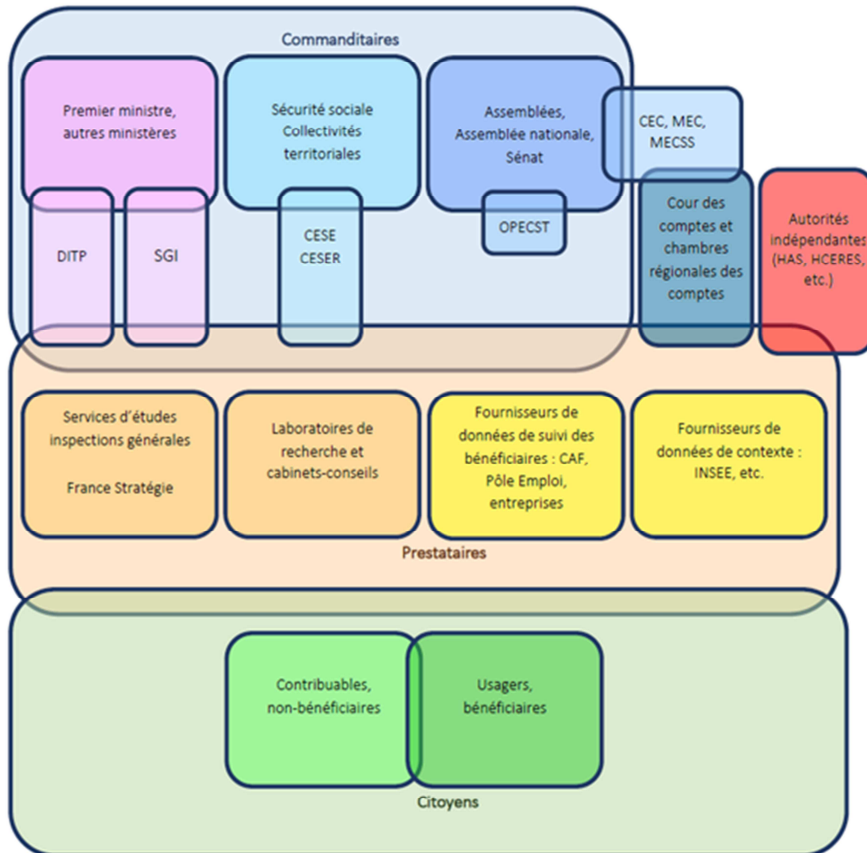 Commanditaires
Premier ministre,
autres ministères
Sécurité sociale
Collectivités
territoriales
Assemblées,
Assemblée nationale,
Sénat
CEC, MEC,
MECSS
DITP
SGI
CESE
CESER
OPECST
Cour des
comptes et
chambres
régionales des
comptes
Autorités
indépendantes
(HAS, HCERES,
etc.)
Services d’études
inspections générales
France Stratégie
Laboratoires de
recherche et
cabinets-conseils
Fournisseurs de
données de suivi des
bénéficiaires : CAF,
Pôle Emploi,
entreprises
Fournisseurs de
données de contexte :
INSEE, etc.
Prestataires
Contribuables,
non-bénéficiaires
Usagers,
bénéficiaires
Citoyens